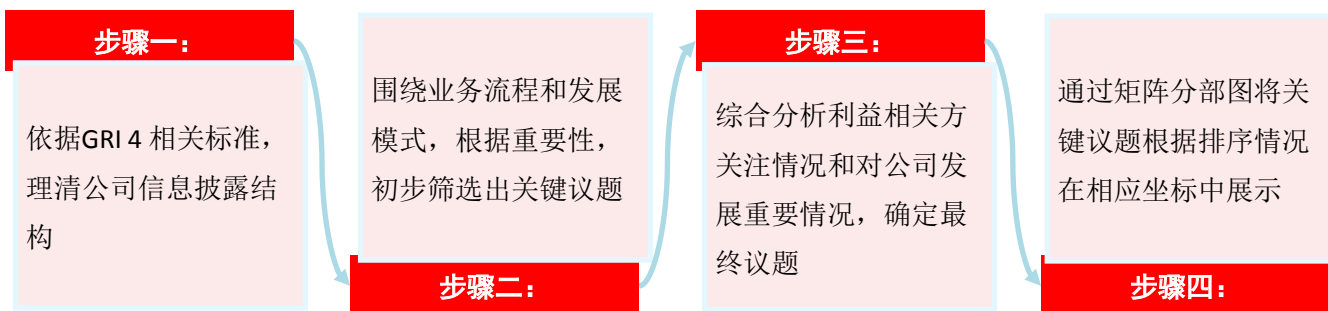 步骤一：
依据GRI 4 相关标准，
理清公司信息披露结
构
围绕业务流程和发展
模式，根据重要性，
初步筛选出关键议题
步骤二：
步骤三：
综合分析利益相关方
关注情况和对公司发
展重要情况，确定最
终议题
通过矩阵分部图将关
键议题根据排序情况
在相应坐标中展示
步骤四：